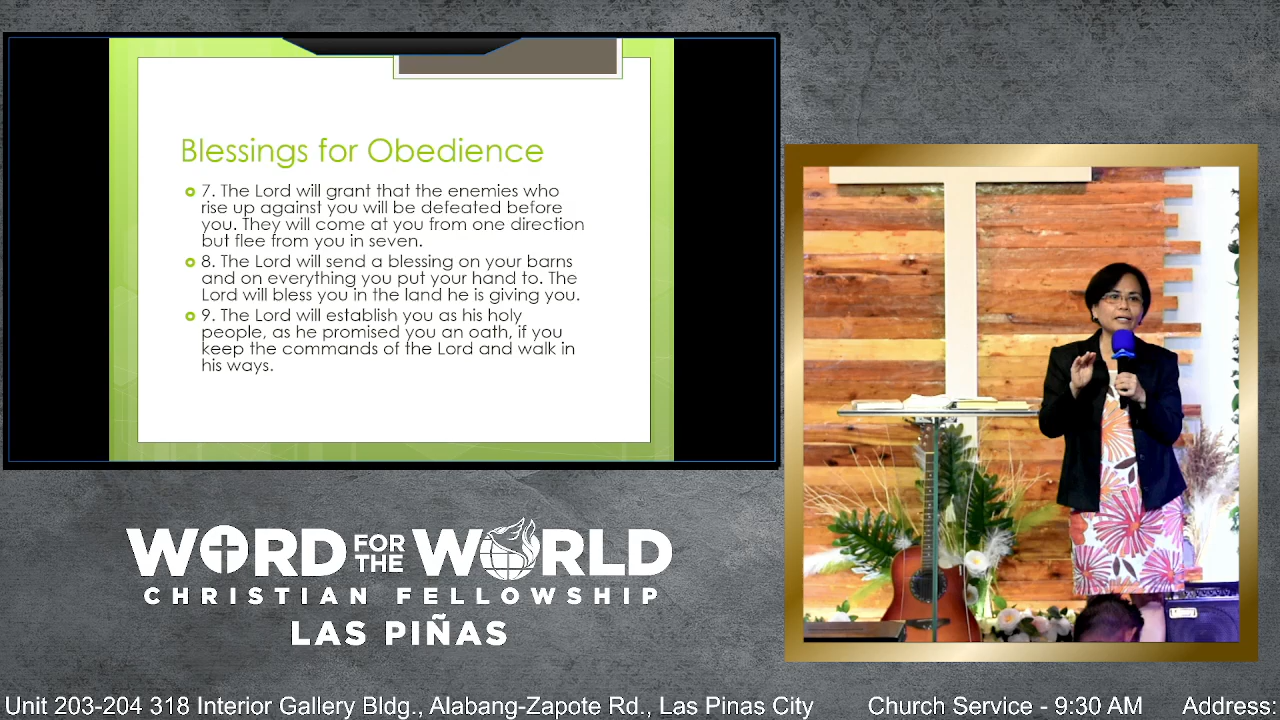 Blessings for Obedience
7. The Lord will grant that the enemies who
rise up against you will be defeated before
you. They will come at you from one direction
but flee from you in seven.
8. The Lord will send a blessing on your barns
and on everything you put your hand to. The
Lord will bless you in the land he is giving you.
9. The Lord will establish you as his holy
people, as he promised you an oath, if you
keep the commands of the Lord and walk in
his ways.
WORD FOR THE WORLD
CHRISTIAN FELLOWSHIP
LAS PIÑAS
Unit 203-204 318 Interior Gallery Bldg., Alabang-Zapote Rd., Las Pinas City Church Service - 9:30 AM Address: